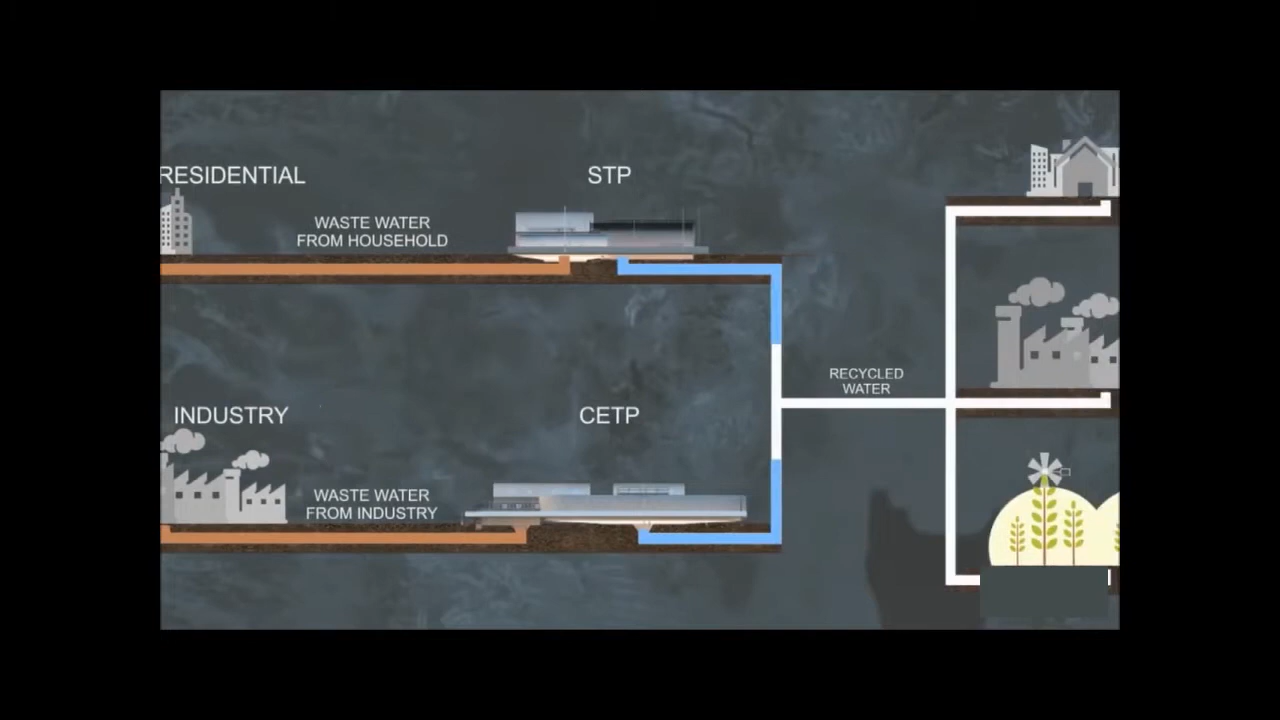 RESIDENTIAL
STP
WASTE WATER
FROM HOUSEHOLD
RECYCLED
WATER
INDUSTRY
CETP
WASTE WATER
FROM INDUSTRY